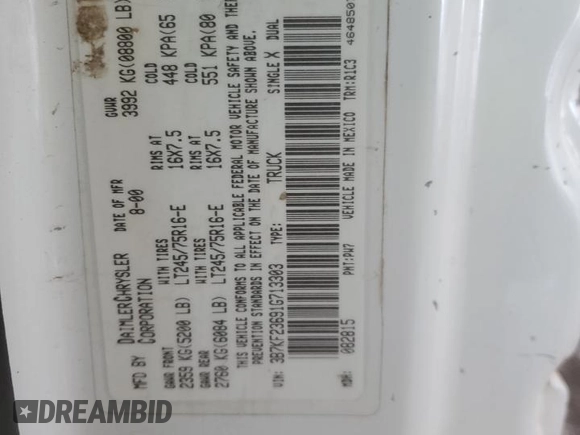 MFD BY DAIMLERCHRYSLER CORPORATION
DATE OF MFR 8-00
GVWR 3992 KG(08800 LB)
GAWR FRONT 2359 KG(5200 LB)
WITH TIRES LT245/75R16-E
RIMS AT 16X7.5
COLD 448 KPA(65
GAWR REAR 2760 KG(6084 LB)
WITH TIRES LT245/75R16-E
RIMS AT 16X7.5
COLD 551 KPA(80
THIS VEHICLE CONFORMS TO ALL APPLICABLE FEDERAL MOTOR VEHICLE SAFETY AND THE
PREVENTION STANDARDS IN EFFECT ON THE DATE OF MANUFACTURE SHOWN ABOVE.
VIN: 3B7KF23691G713303
TYPE: TRUCK
SINGLE X DUAL
MDH: 082815
PNT:PW7
VEHICLE MADE IN MEXICO
TRM:A1C3
DREAMBID